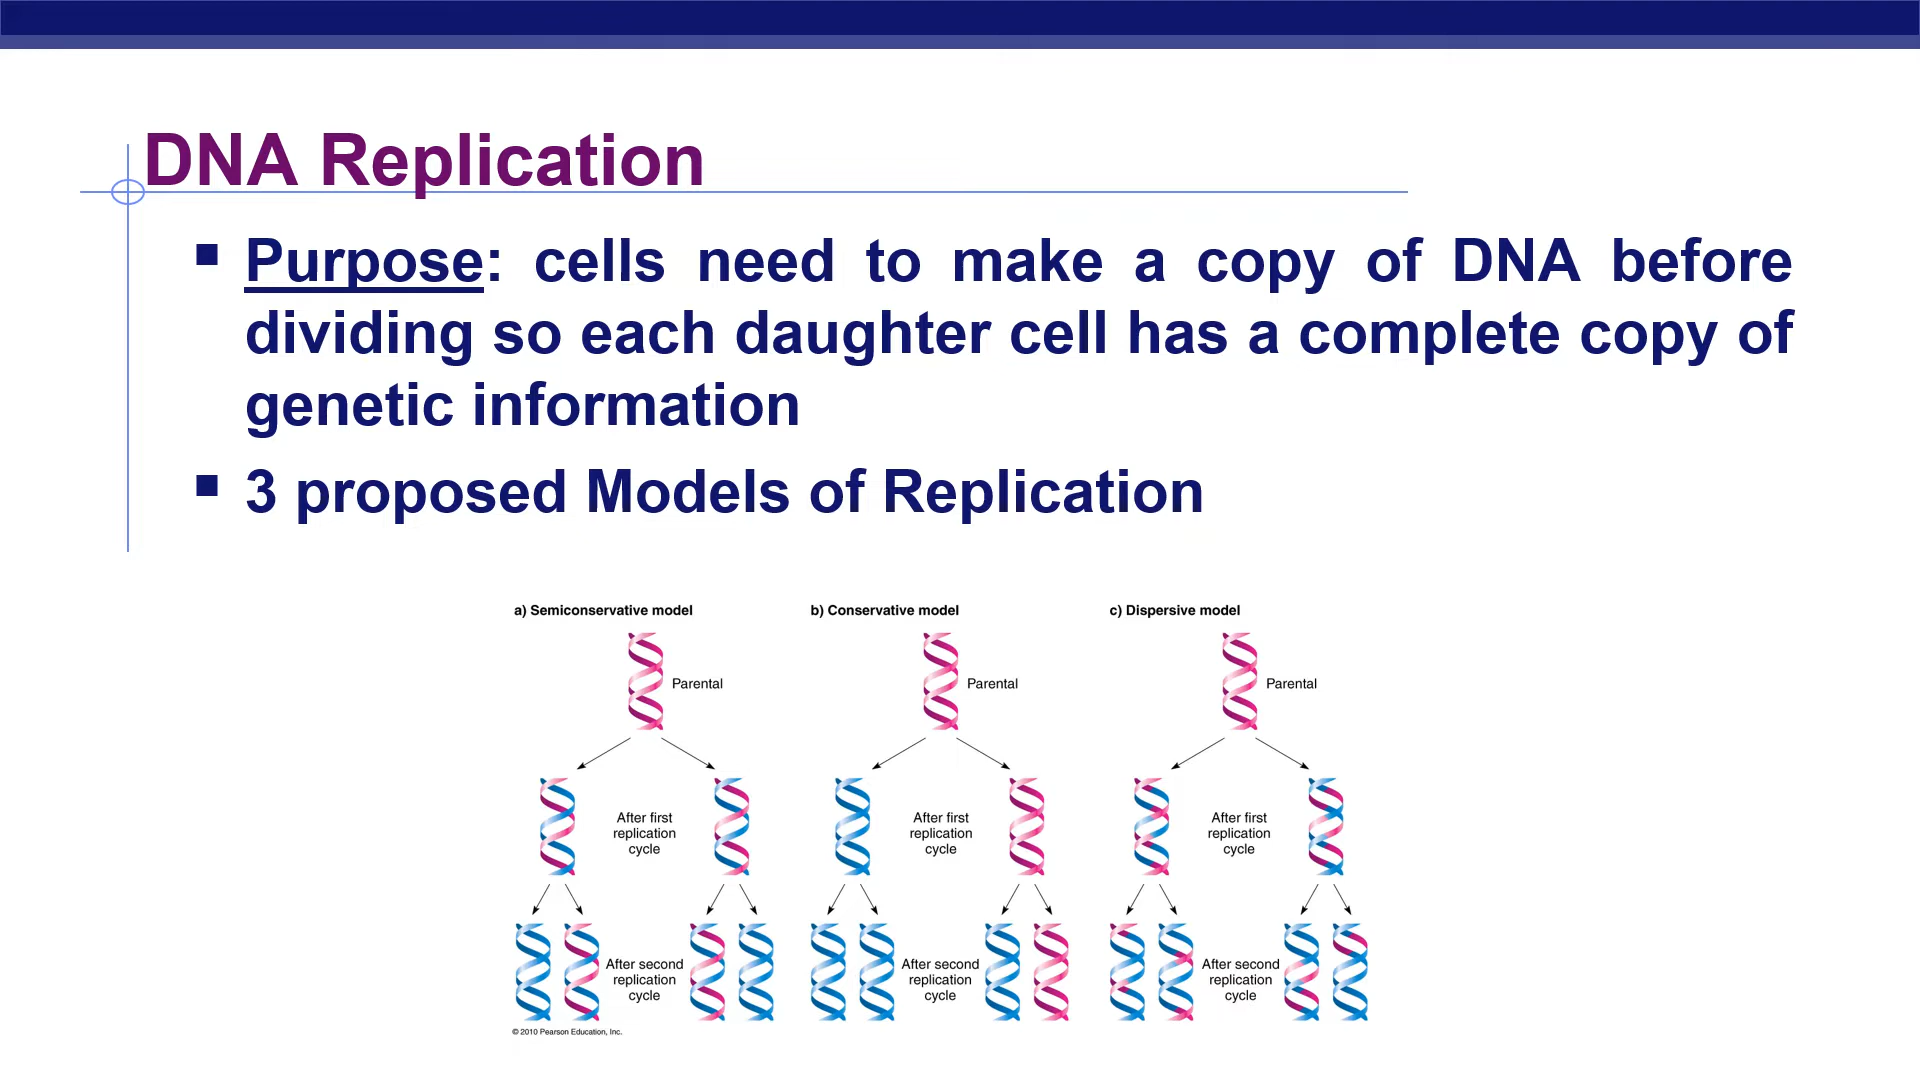 DNA Replication
Purpose: cells need to make a copy of DNA before
dividing so each daughter cell has a complete copy of
genetic information
3 proposed Models of Replication
a) Semiconservative model
Parental
After first
replication
cycle
After second
replication
cycle
b) Conservative model
Parental
After first
replication
cycle
After second
replication
cycle
c) Dispersive model
Parental
After first
replication
cycle
After second
replication
cycle
© 2010 Pearson Education, Inc.